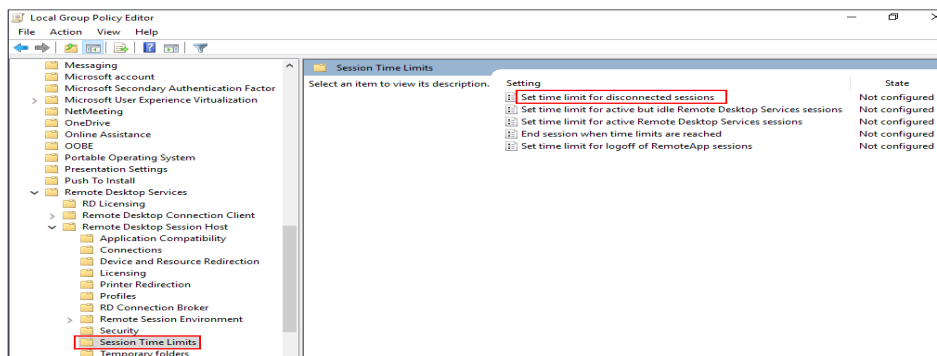 Local Group Policy Editor
File Action View Help
Messaging
Microsoft account
Microsoft Secondary Authentication Factor
Microsoft User Experience Virtualization
NetMeeting
OneDrive
Online Assistance
OOBE
Portable Operating System
Presentation Settings
Push To Install
Remote Desktop Services
RD Licensing
Remote Desktop Connection Client
Remote Desktop Session Host
Application Compatibility
Connections
Device and Resource Redirection
Licensing
Printer Redirection
Profiles
RD Connection Broker
Remote Session Environment
Security
Session Time Limits
Temporary folders
Session Time Limits
Select an item to view its description.
Setting State
Set time limit for disconnected sessions Not configured
Set time limit for active but idle Remote Desktop Services sessions Not configured
Set time limit for active Remote Desktop Services sessions Not configured
End session when time limits are reached Not configured
Set time limit for logoff of RemoteApp sessions Not configured